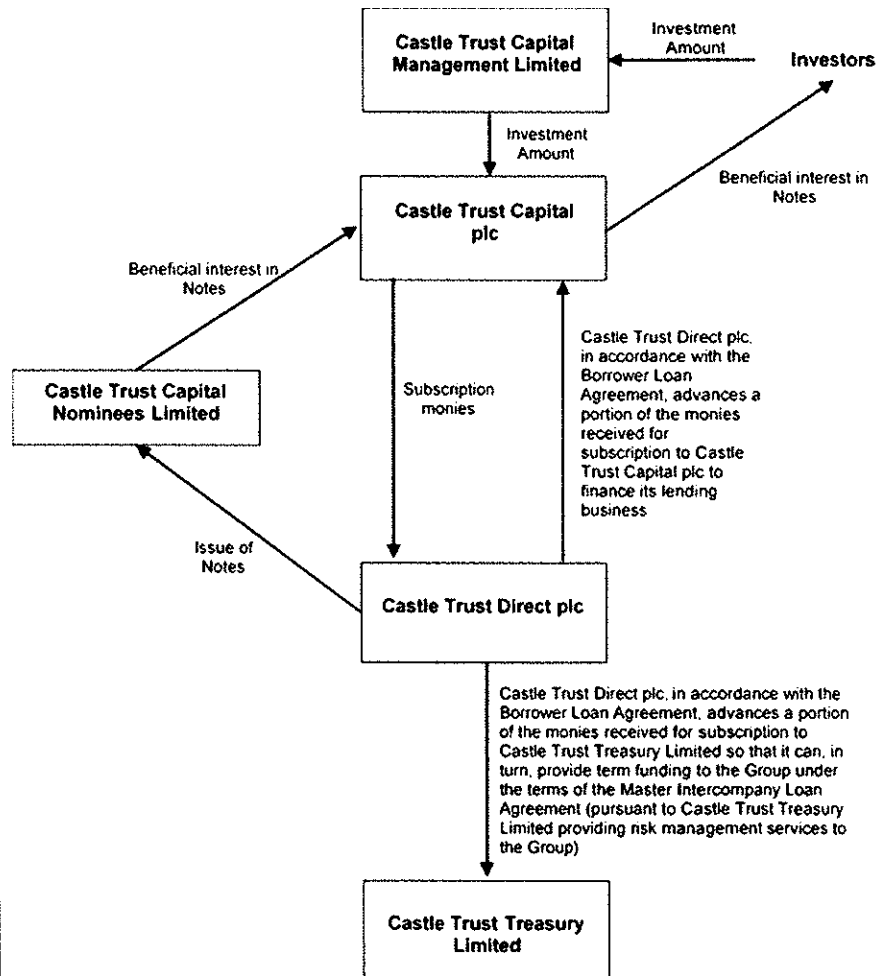 Castle Trust Capital
Management Limited
Investment
Amount
Investors
Investment
Amount
Castle Trust Capital
plc
Beneficial interest in
Notes
Beneficial interest in
Notes
Castle Trust Capital
Nominees Limited
Subscription
monies
Castle Trust Direct plc,
in accordance with the
Borrower Loan
Agreement, advances a
portion of the monies
received for
subscription to Castle
Trust Capital plc to
finance its lending
business
Issue of
Notes
Castle Trust Direct plc
Castle Trust Direct plc, in accordance with the
Borrower Loan Agreement, advances a portion
of the monies received for subscription to
Castle Trust Treasury Limited so that it can, in
turn, provide term funding to the Group under
the terms of the Master Intercompany Loan
Agreement (pursuant to Castle Trust Treasury
Limited providing risk management services to
the Group)
Castle Trust Treasury
Limited